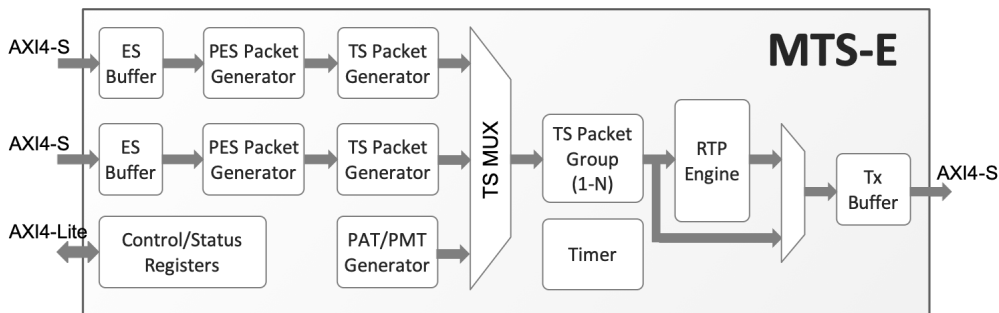 MTS-E
AXI4-S
ES
Buffer
PES Packet
Generator
TS Packet
Generator
AXI4-S
ES
Buffer
PES Packet
Generator
TS Packet
Generator
AXI4-Lite
Control/Status
Registers
PAT/PMT
Generator
TS MUX
TS Packet
Group
(1-N)
Timer
RTP
Engine
Tx
Buffer
AXI4-S